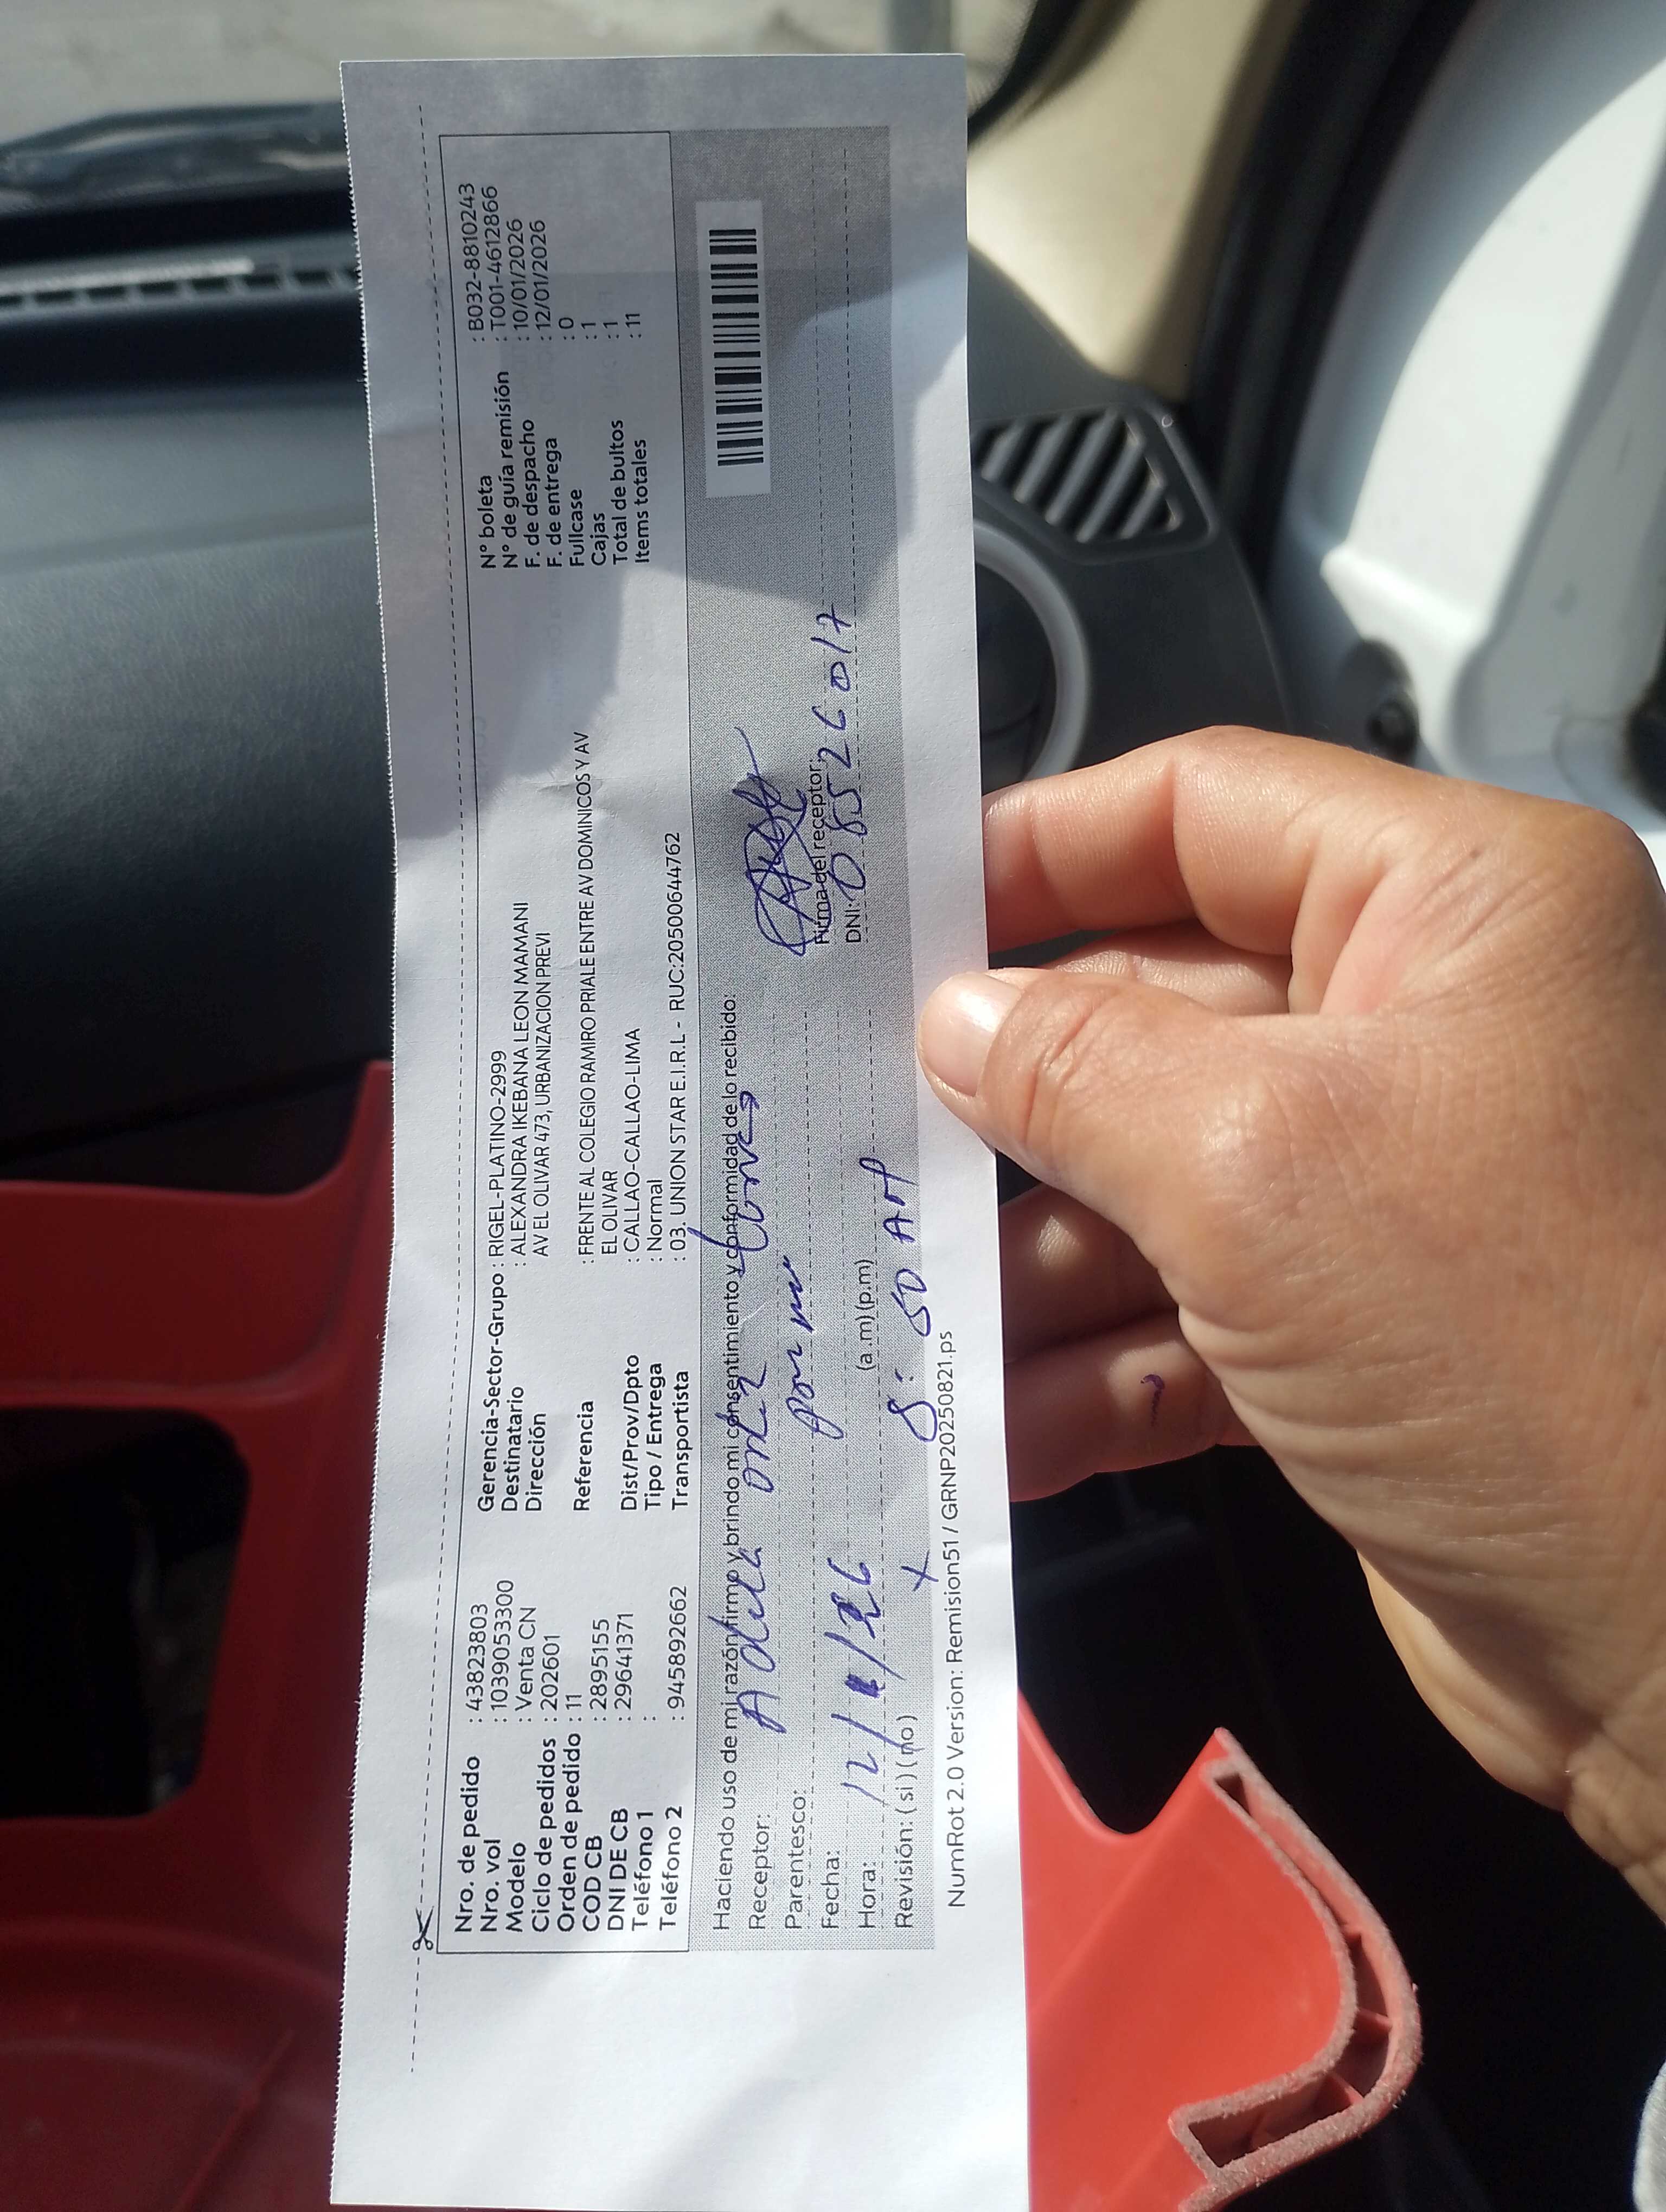 Nro. de pedido : 43823803
Nro. vol : 1039053300
Modelo : Venta CN
Ciclo de pedidos : 202601
Orden de pedido : 11
COD CB : 2895155
DNI DE CB : 29641371
Teléfono 1 :
Teléfono 2 : 945892662
Gerencia-Sector-Grupo : RIGEL-PLATINO-2999
Destinatario : ALEXANDRA IKEBANA LEON MAMANI
Dirección AV EL OLIVAR 473, URBANIZACION PREVI
Referencia : FRENTE AL COLEGIO RAMIRO PRIALE ENTRE AV DOMINICOS Y AV
EL OLIVAR
Dist/Prov/Dpto : CALLAO-CALLAO-LIMA
Tipo / Entrega : Normal
Transportista : 03. UNION STAR E.I.R.L - RUC:20500644762
N° boleta : B032-8810243
N° de guía remisión : T001-4612866
F. de despacho : 10/01/2026
F. de entrega : 12/01/2026
Fullcase : 0
Cajas : 1
Total de bultos : 1
Items totales : 11
Haciendo uso de mi razón firmo y brindo mi consentimiento y conformidad de lo recibido:
Receptor:
Parentesco:
Fecha: 12/1/26
Hora: (a.m) (p.m) 8:50 AM
Revisión: (si) (no) X
Firma del receptor:
DNI: 08526017
NumRot 2.0 Version: Remision51 / GRNP20250821.ps